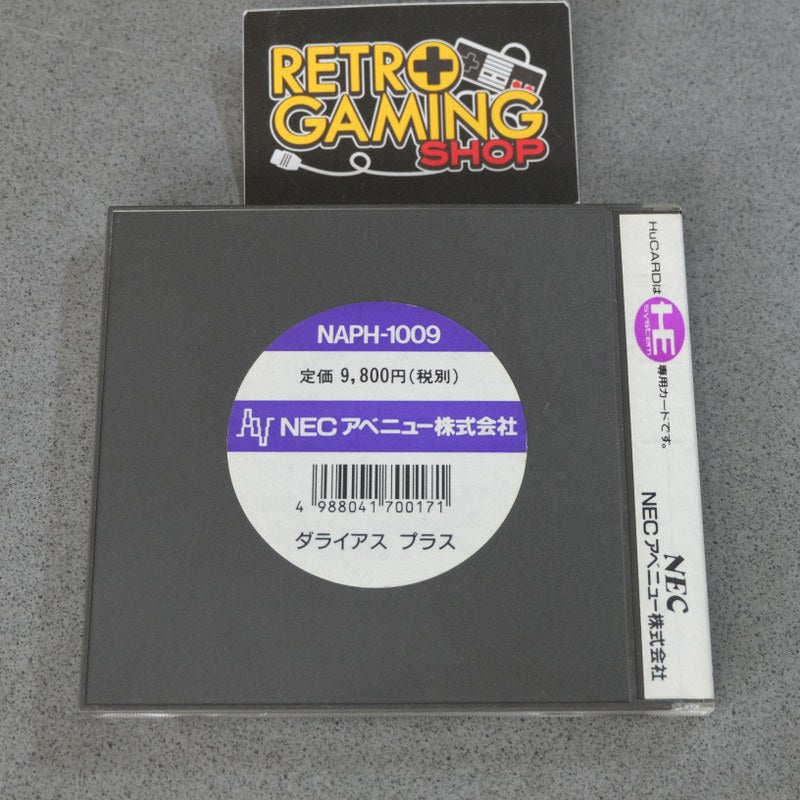 RETRO
GAMING
SHOP
NAPH-1009
定価 9,800円(税別)
NECアベニュー株式会社
4 988041 700171
ダライアス プラス
HuCARDは
HE
system
専用カードです。
NEC
NECアベニュー株式会社